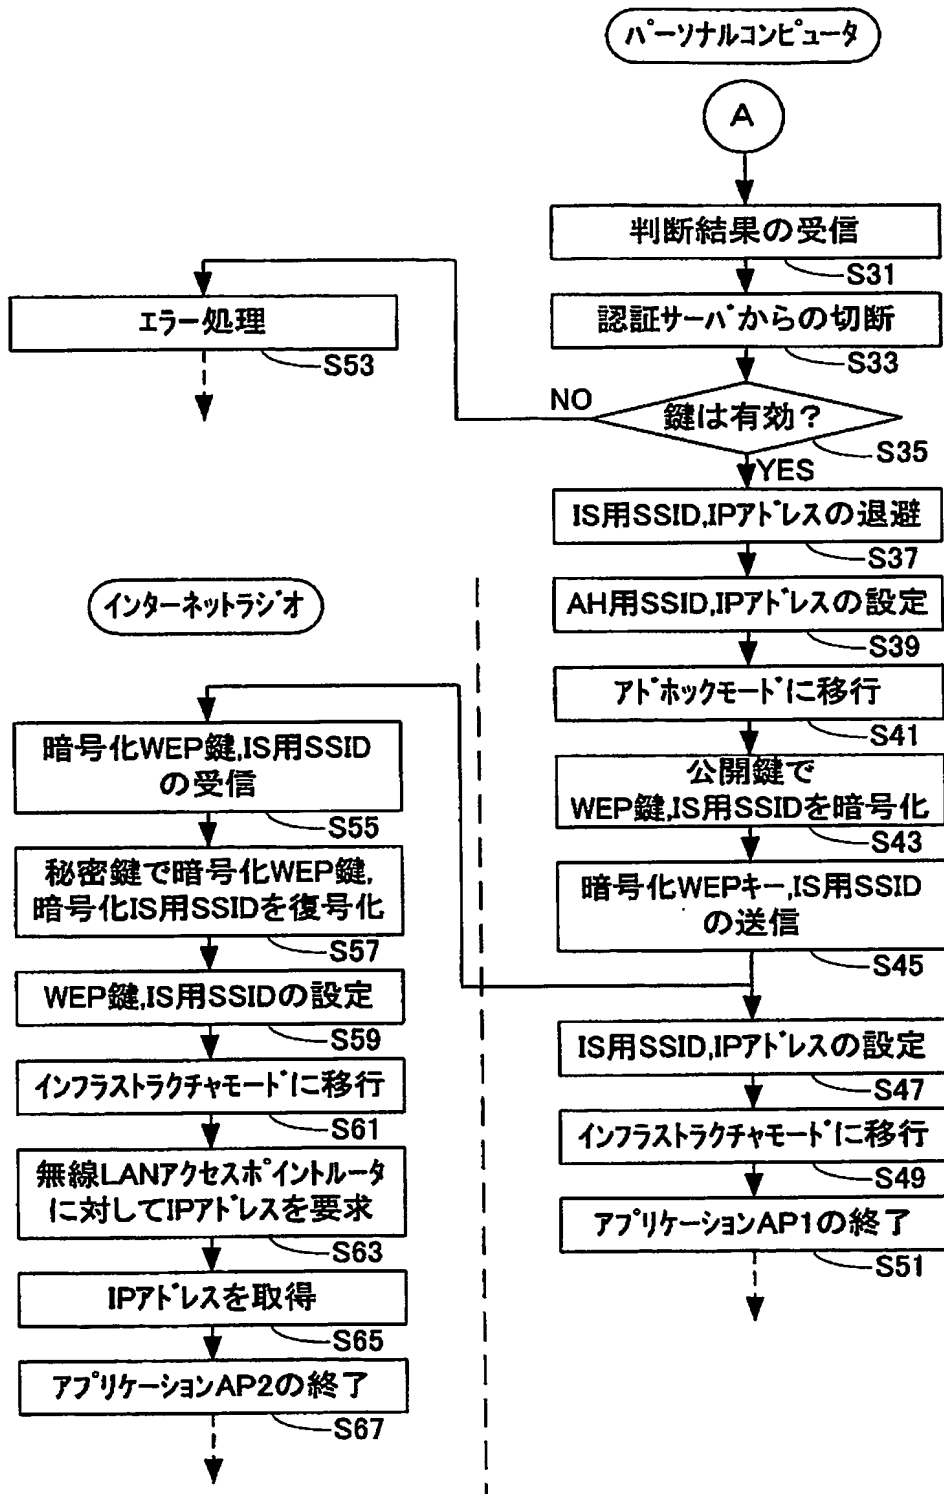 パーソナルコンピュータ
A
判断結果の受信
S31
認証サーバからの切断
S33
鍵は有効？
S35
NO
YES
エラー処理
S53
IS用SSID,IPアドレスの退避
S37
AH用SSID,IPアドレスの設定
S39
アドホックモードに移行
S41
公開鍵で
WEP鍵,IS用SSIDを暗号化
S43
暗号化WEPキー,IS用SSID
の送信
S45
IS用SSID,IPアドレスの設定
S47
インフラストラクチャモードに移行
S49
アプリケーションAP1の終了
S51
インターネットラジオ
暗号化WEP鍵,IS用SSID
の受信
S55
秘密鍵で暗号化WEP鍵,
暗号化IS用SSIDを復号化
S57
WEP鍵,IS用SSIDの設定
S59
インフラストラクチャモードに移行
S61
無線LANアクセスポイントルータ
に対してIPアドレスを要求
S63
IPアドレスを取得
S65
アプリケーションAP2の終了
S67